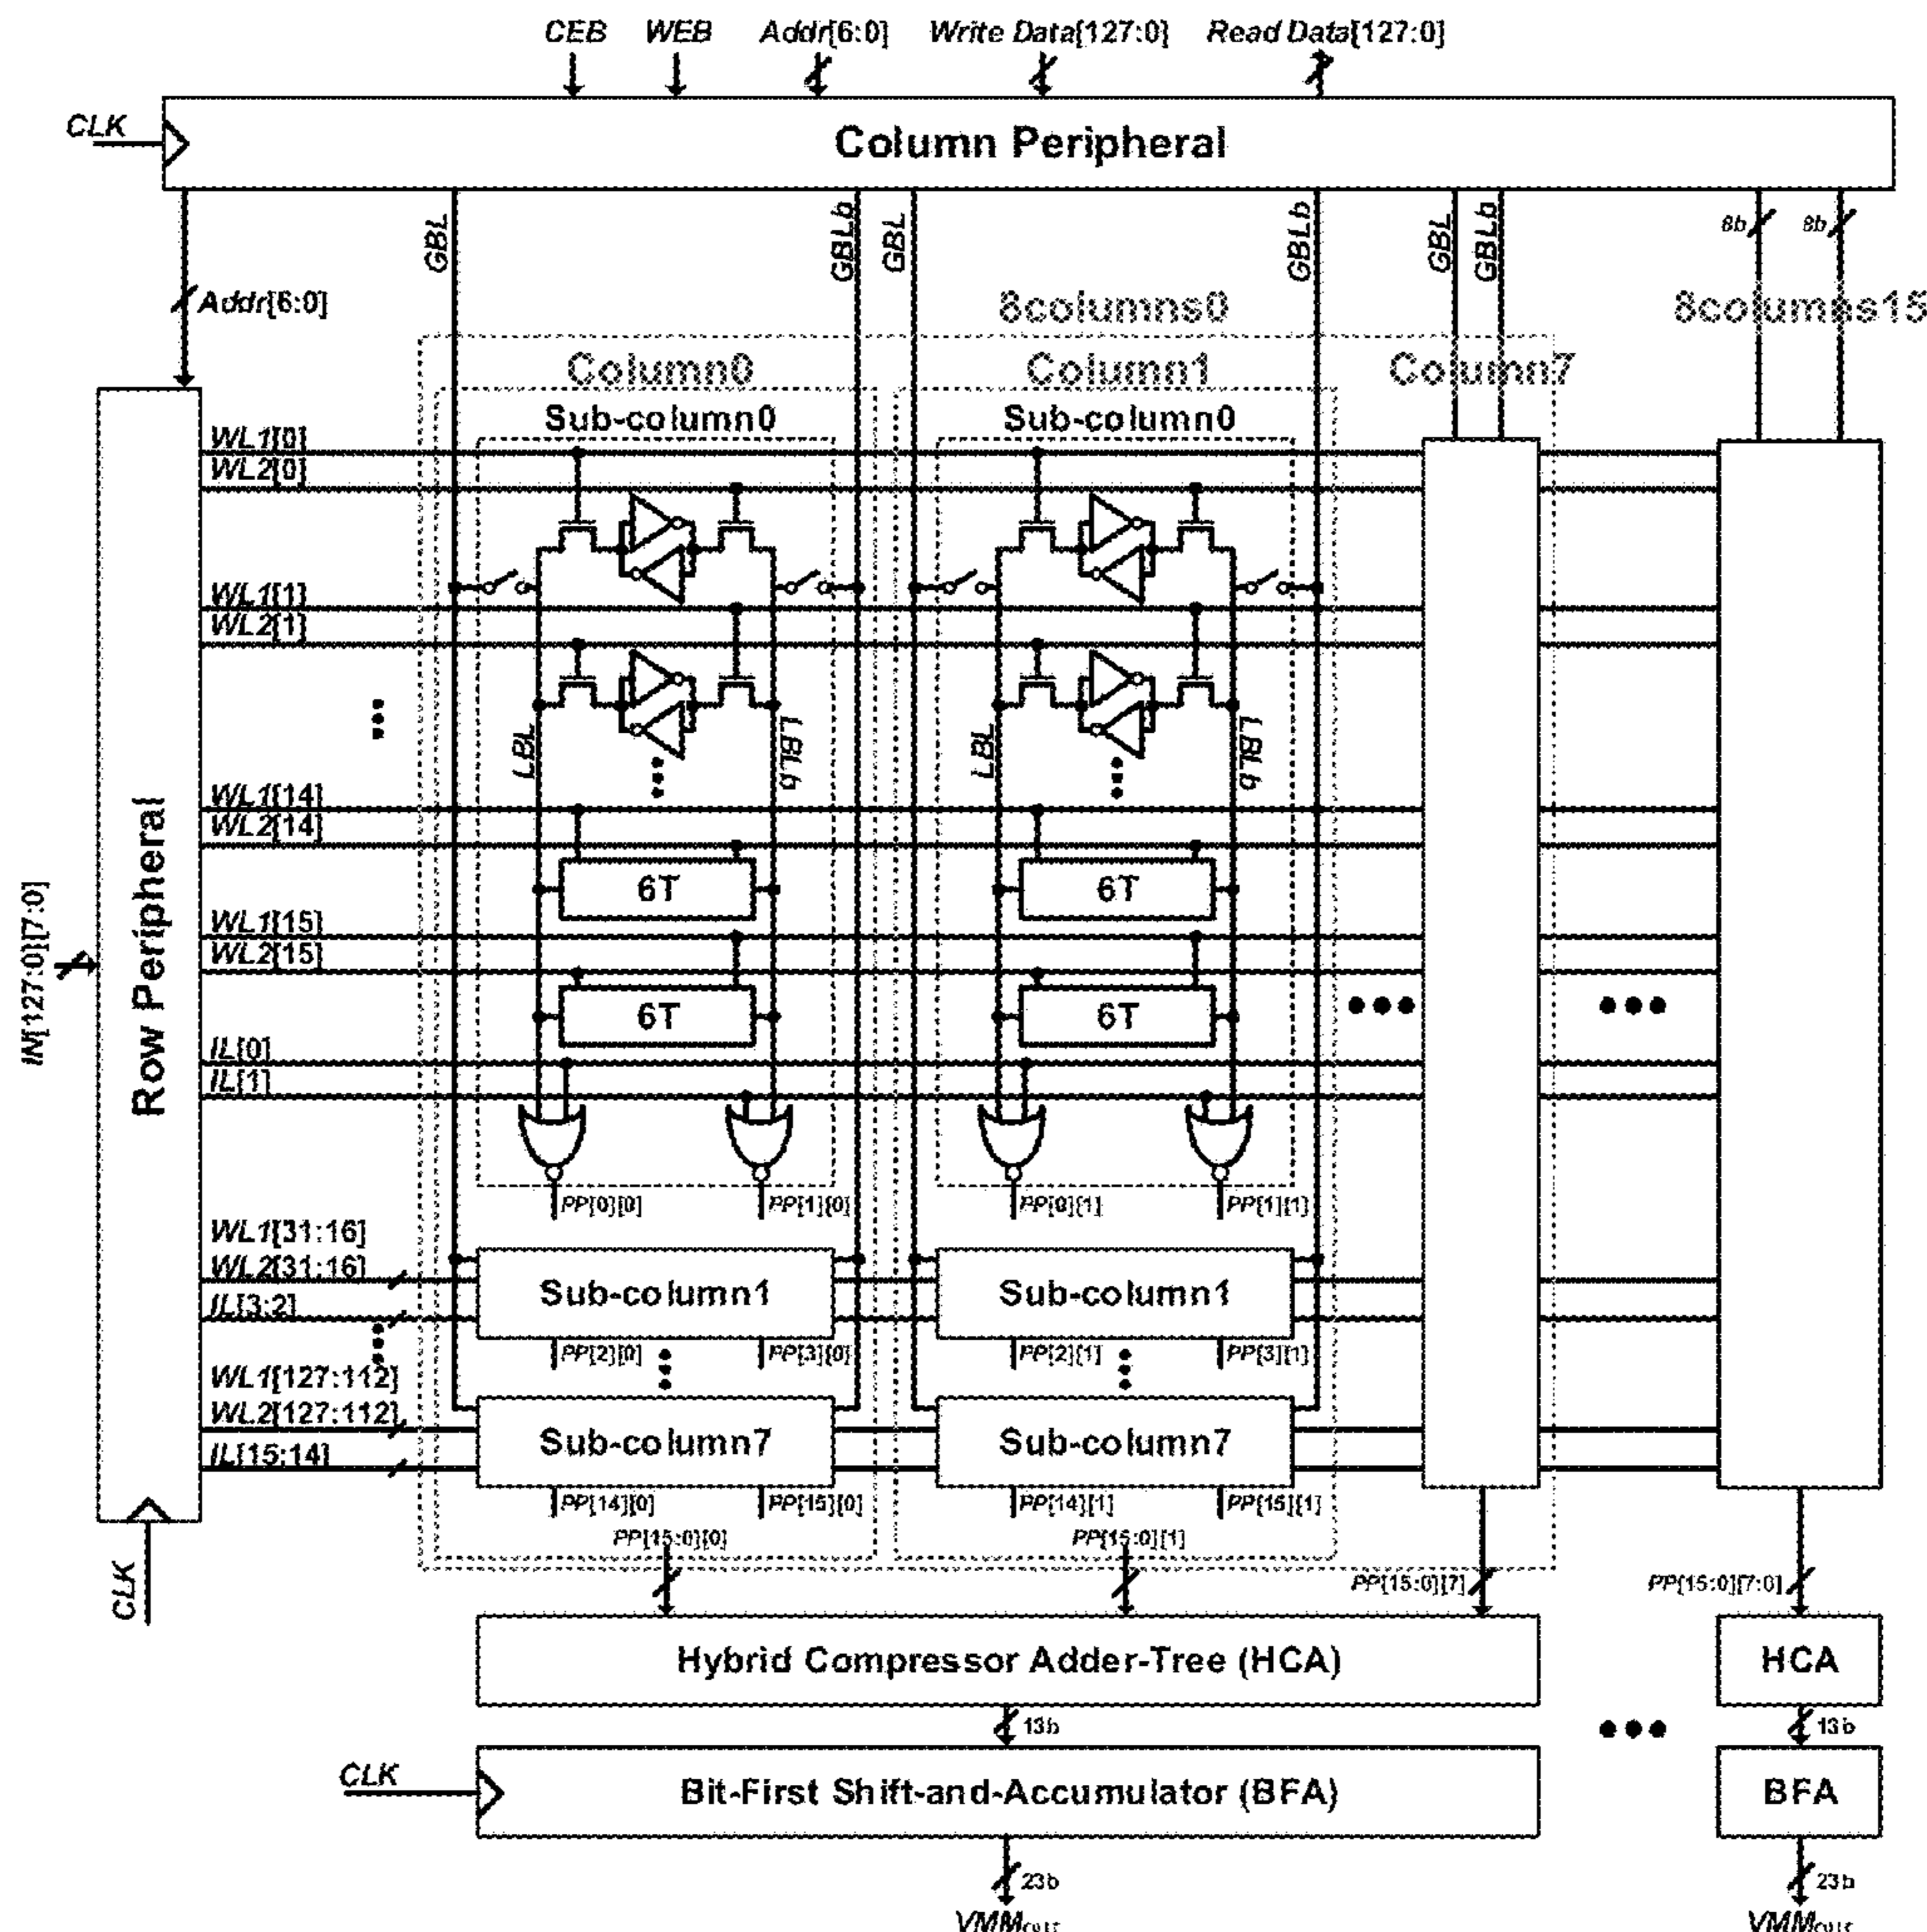 CEB WEB Addr[6:0] Write Data[127:0] Read Data[127:0]
CLK
Column Peripheral
GBL GBLb GBL GBLb GBL GBLb 8b 8b
Addr[6:0]
8columns0 8columns15
Column0 Column1 Column7
Sub-column0 Sub-column0
WL1[0]
WL2[0]
WL1[1]
WL2[1]
LBL LBLb LBL LBLb
WL1[14]
WL2[14]
6T 6T
WL1[15]
WL2[15]
6T 6T
Row Peripheral
IN[127:0][7:0]
IL[0]
IL[1]
PP[0][0] PP[1][0] PP[0][1] PP[1][1]
WL1[31:16]
WL2[31:16]
IL[3:2]
Sub-column1 Sub-column1
PP[2][0] PP[3][0] PP[2][1] PP[3][1]
WL1[127:112]
WL2[127:112]
IL[15:14]
Sub-column7 Sub-column7
PP[14][0] PP[15][0] PP[14][1] PP[15][1]
PP[15:0][0] PP[15:0][1]
CLK
PP[15:0][7] PP[15:0][7:0]
Hybrid Compressor Adder-Tree (HCA) HCA
13b 13b
CLK
Bit-First Shift-and-Accumulator (BFA) BFA
23b 23b
VMMOUT VMMOUT